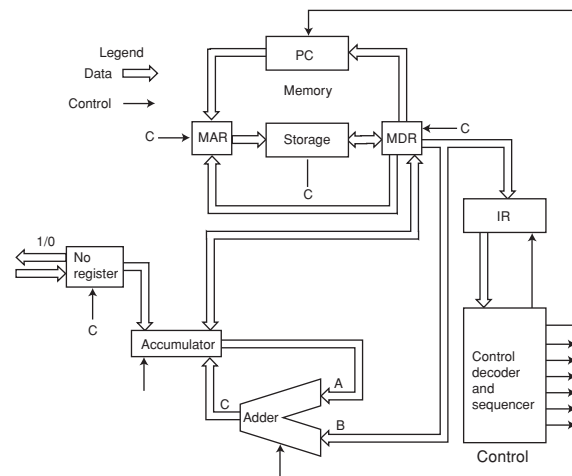 Legend
Data
Control
PC
Memory
C
MAR
Storage
MDR
C
C
IR
1/0
No
register
C
Accumulator
A
C
Adder
B
Control
decoder
and
sequencer
Control